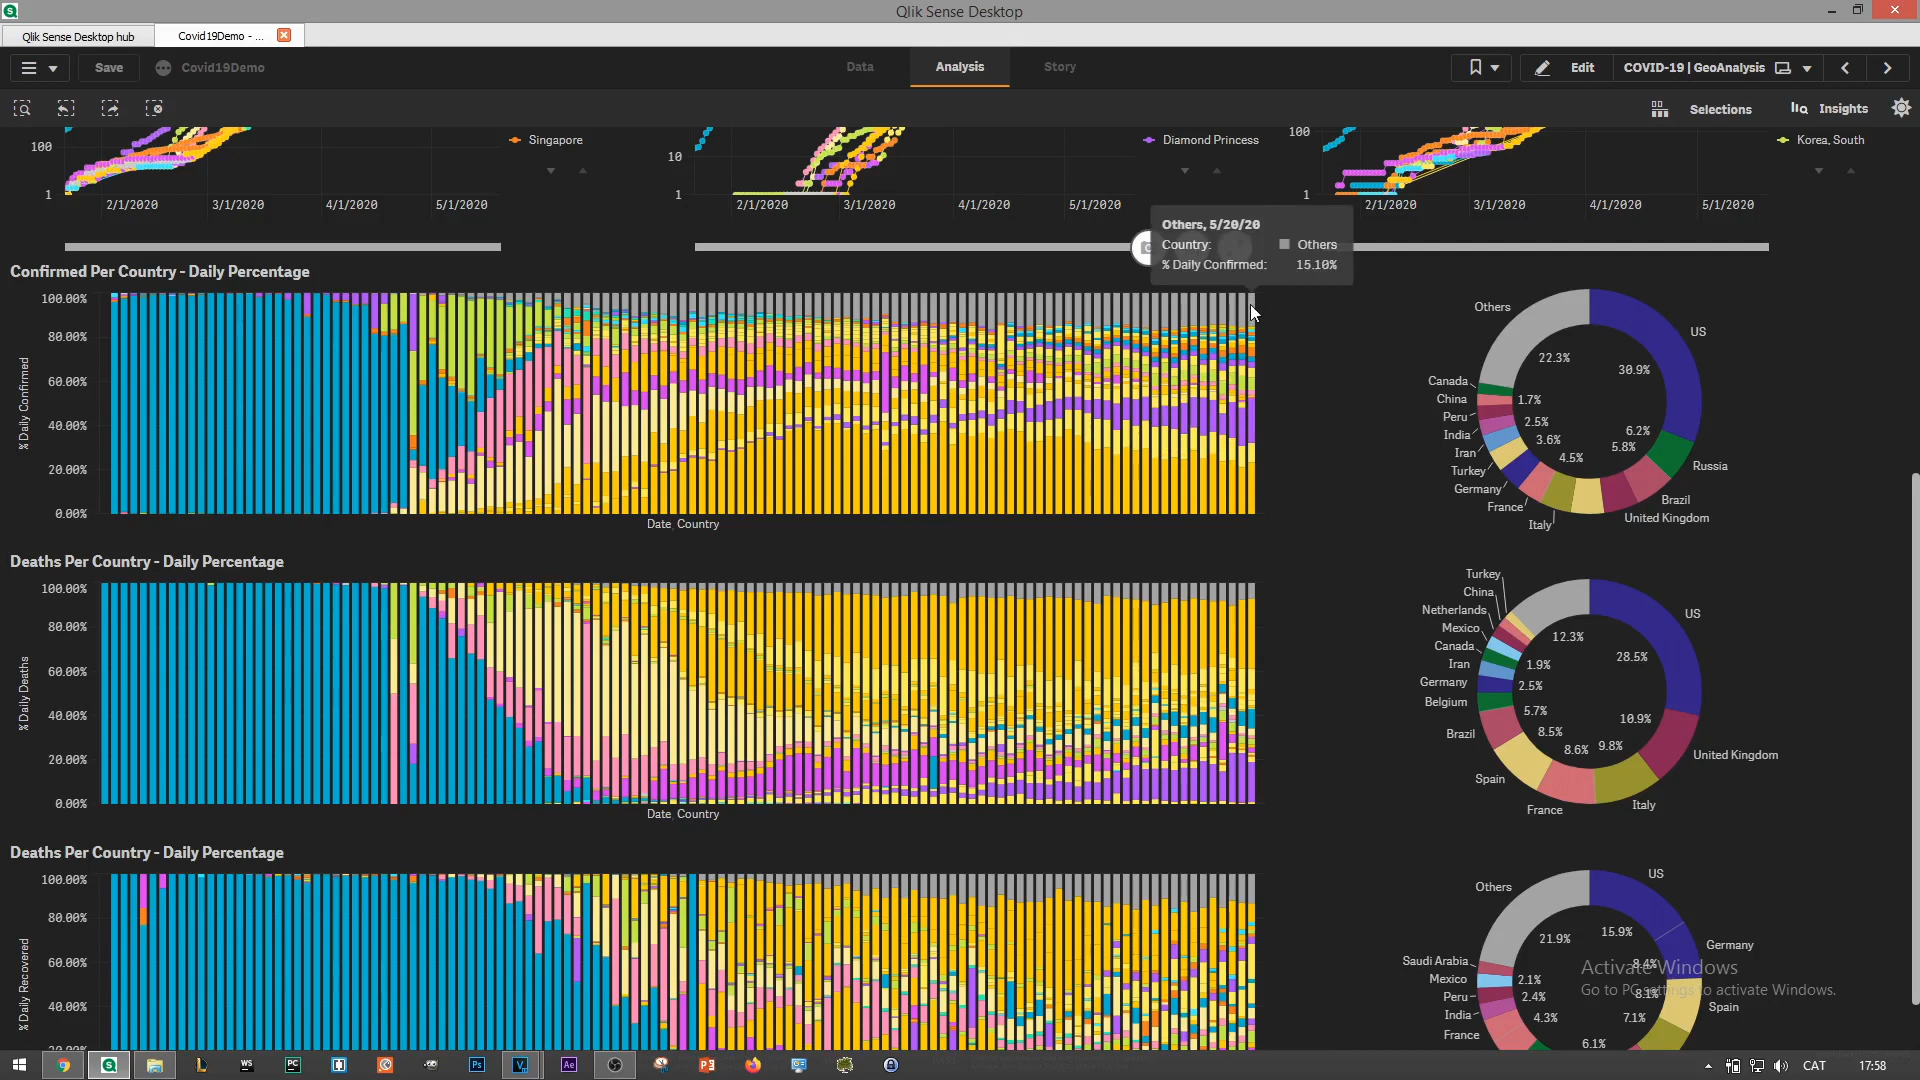 Qlik Sense Desktop
Qlik Sense Desktop hub
Covid19Demo - ...
Save
Covid19Demo
Data
Analysis
Story
Edit
COVID-19 | GeoAnalysis
Selections
Insights
100
1
2/1/2020 3/1/2020 4/1/2020 5/1/2020
Singapore
10
1
2/1/2020 3/1/2020 4/1/2020 5/1/2020
Diamond Princess
100
1
2/1/2020 3/1/2020 4/1/2020 5/1/2020
Korea, South
Others, 5/20/20
Country: Others
% Daily Confirmed: 15.10%
Confirmed Per Country - Daily Percentage
% Daily Confirmed
100.00%
80.00%
60.00%
40.00%
20.00%
0.00%
Date, Country
Others
US
22.3%
30.9%
Canada
China
1.7%
Peru
2.5%
India
3.6%
6.2%
Iran
4.5%
5.8%
Turkey
Russia
Germany
France
Brazil
Italy
United Kingdom
Deaths Per Country - Daily Percentage
% Daily Deaths
100.00%
80.00%
60.00%
40.00%
20.00%
0.00%
Date, Country
Turkey
China
Netherlands
Mexico
Canada
Iran
Germany
Belgium
Brazil
Spain
France
Italy
United Kingdom
US
12.3%
28.5%
1.9%
2.5%
5.7%
8.5%
8.6%
9.8%
10.9%
Deaths Per Country - Daily Percentage
% Daily Recovered
100.00%
80.00%
60.00%
40.00%
20.00%
Others
US
21.9%
15.9%
Germany
8.4%
Saudi Arabia
Mexico
2.1%
Peru
2.4%
8.1%
India
4.3%
7.1%
Spain
France
6.1%
Activate Windows
Go to PC settings to activate Windows.
WS
PC
Ps
Ae
CAT
17:58